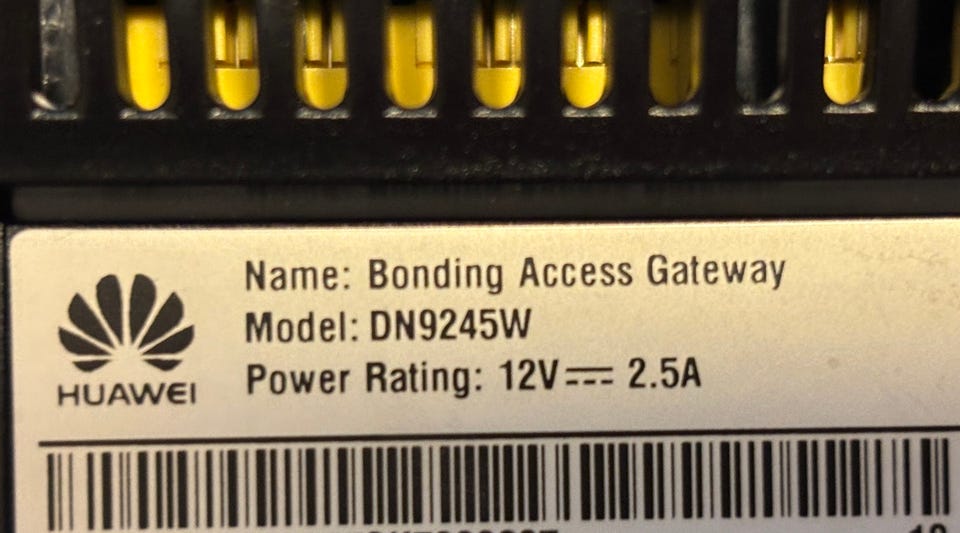 Name: Bonding Access Gateway
Model: DN9245W
Power Rating: 12V⎓ 2.5A
HUAWEI